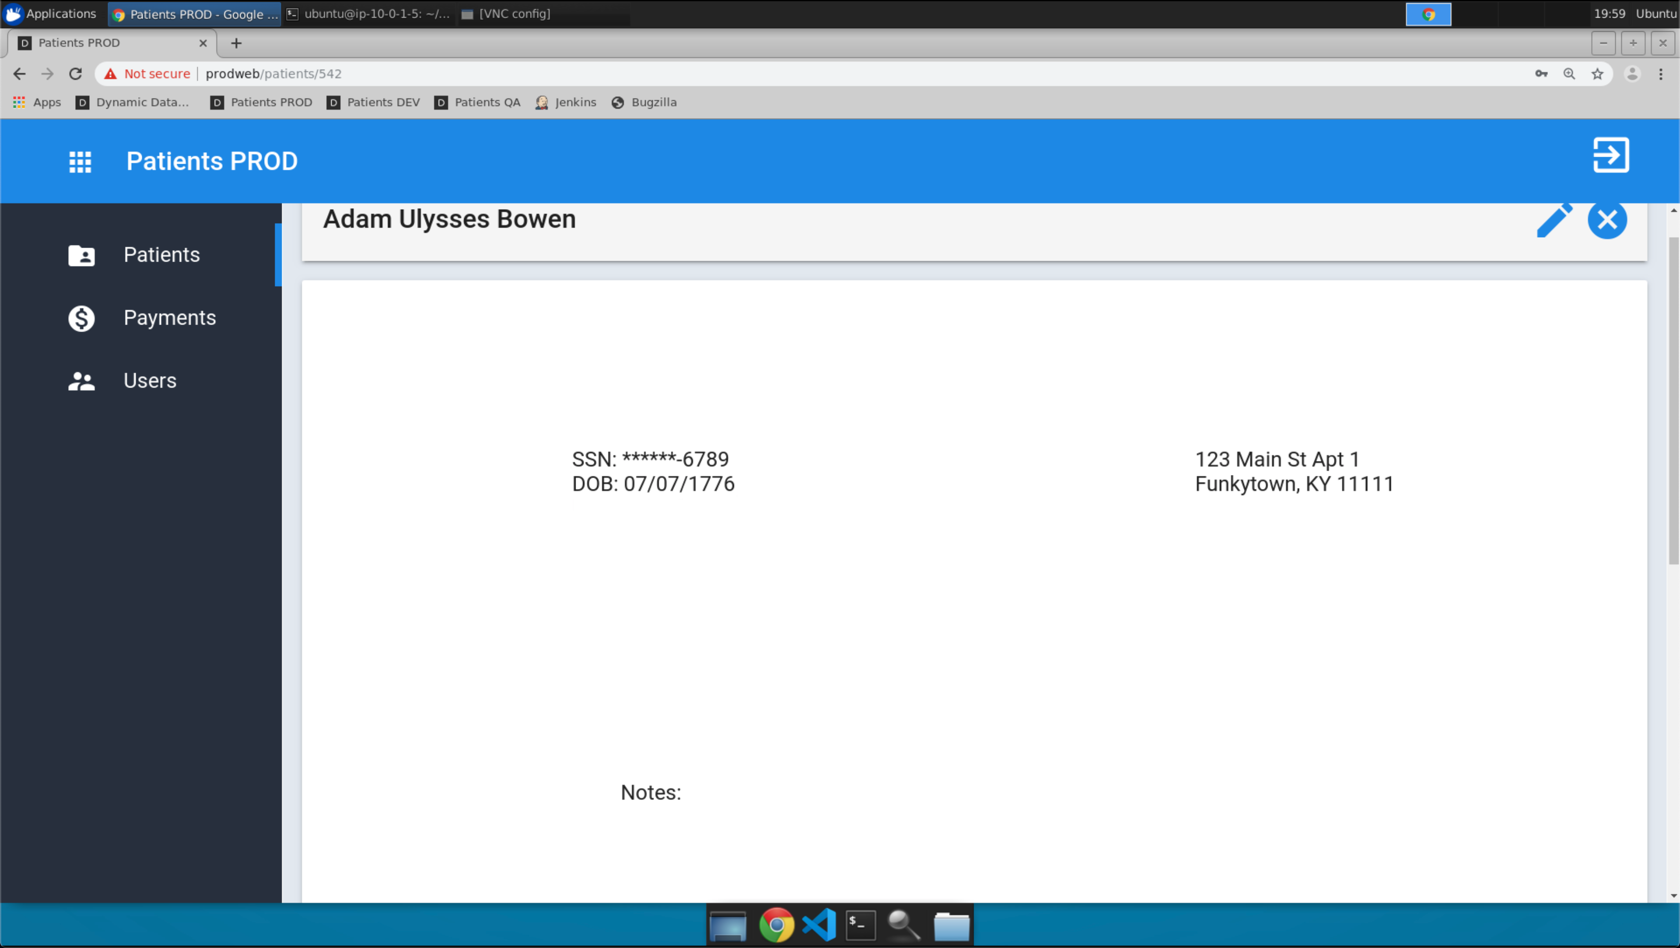 Applications
Patients PROD - Google ...
ubuntu@ip-10-0-1-5: ~/...
[VNC config]
19:59
Ubuntu
D Patients PROD
Not secure
prodweb/patients/542
Apps
D Dynamic Data...
D Patients PROD
D Patients DEV
D Patients QA
Jenkins
Bugzilla
Patients PROD
Patients
Payments
Users
Adam Ulysses Bowen
SSN: ******-6789
DOB: 07/07/1776
123 Main St Apt 1
Funkytown, KY 11111
Notes: